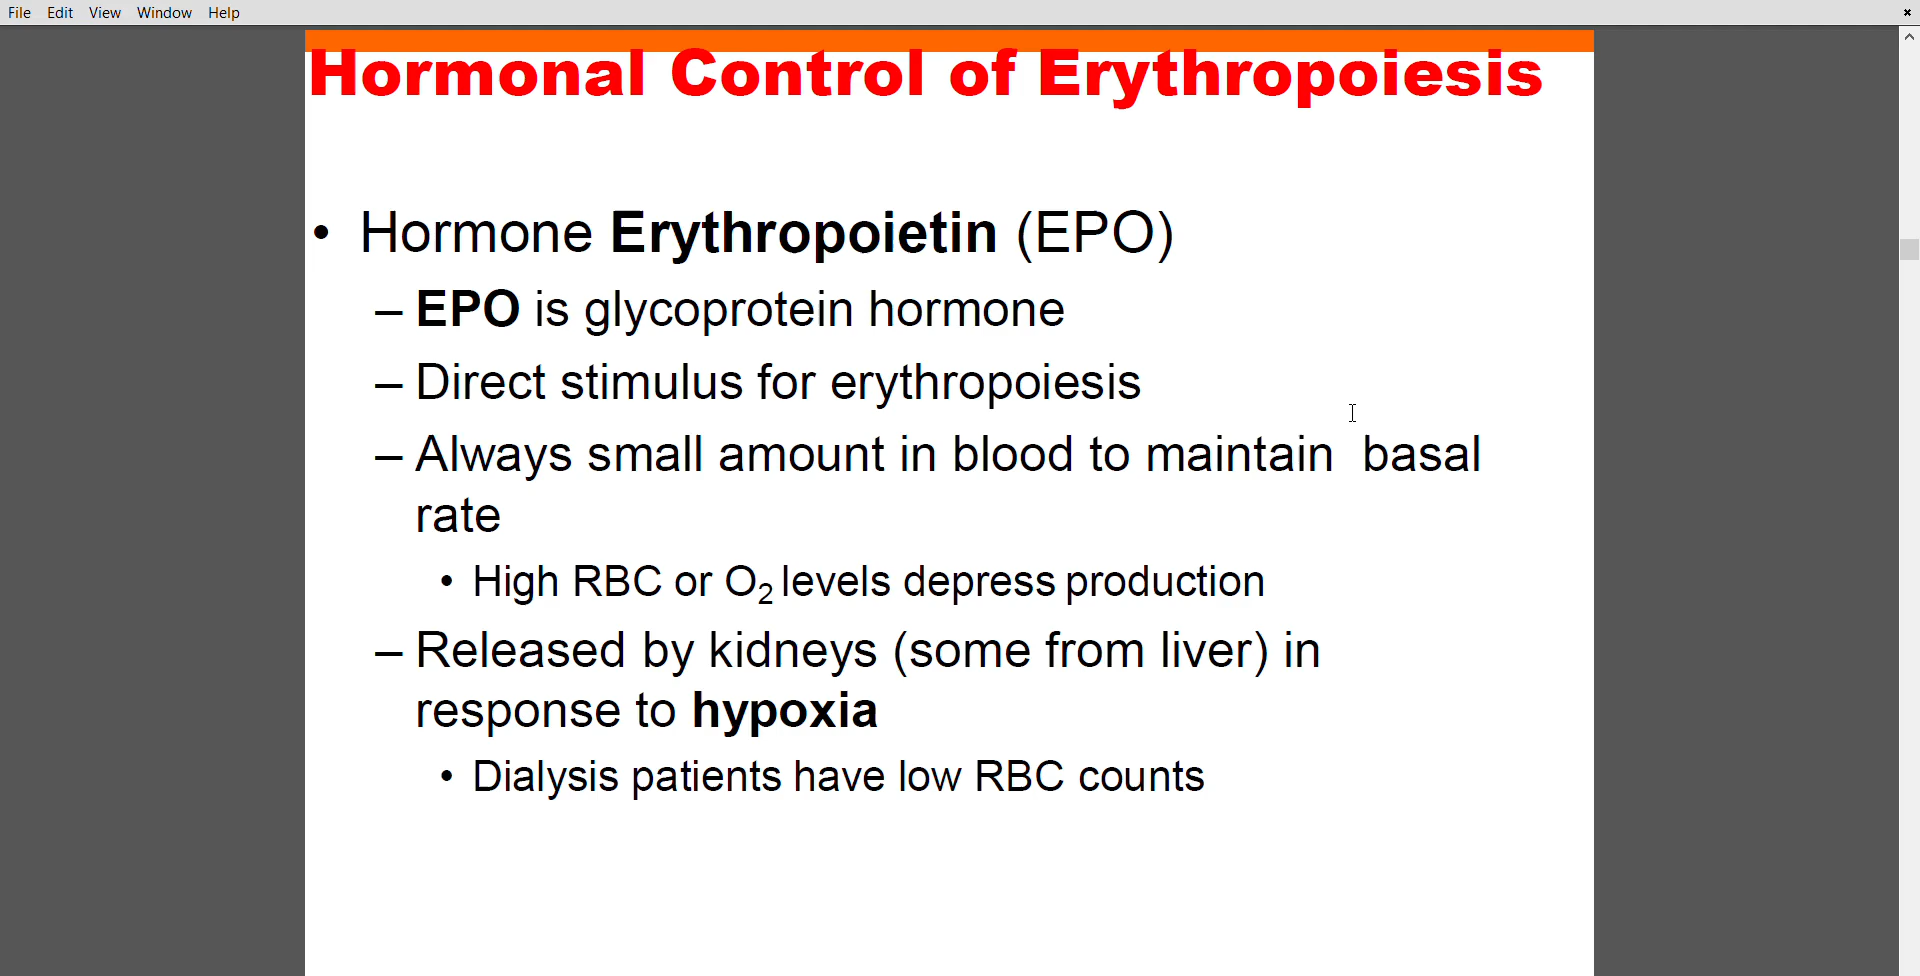 File Edit View Window Help
Hormonal Control of Erythropoiesis
• Hormone Erythropoietin (EPO)
– EPO is glycoprotein hormone
– Direct stimulus for erythropoiesis
– Always small amount in blood to maintain basal
rate
• High RBC or O₂ levels depress production
– Released by kidneys (some from liver) in
response to hypoxia
• Dialysis patients have low RBC counts